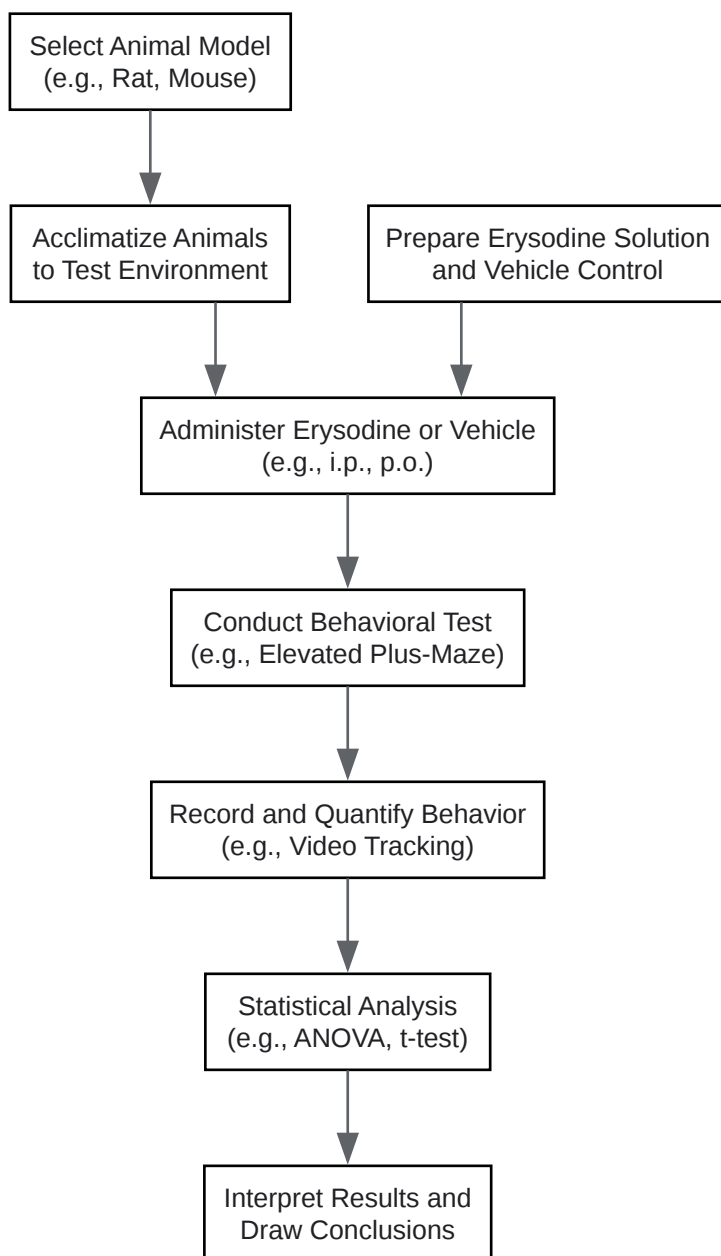 Select Animal Model
(e.g., Rat, Mouse)
Acclimatize Animals
to Test Environment
Prepare Erysodine Solution
and Vehicle Control
Administer Erysodine or Vehicle
(e.g., i.p., p.o.)
Conduct Behavioral Test
(e.g., Elevated Plus-Maze)
Record and Quantify Behavior
(e.g., Video Tracking)
Statistical Analysis
(e.g., ANOVA, t-test)
Interpret Results and
Draw Conclusions